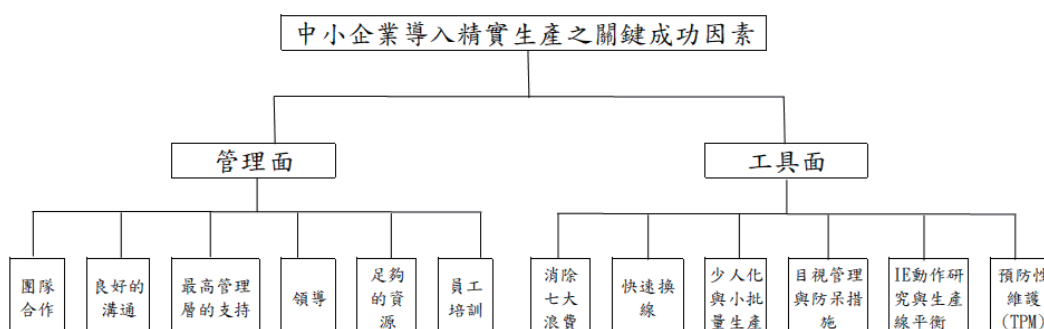 中小企業導入精實生產之關鍵成功因素
管理面
工具面
團隊
合作
良好的
溝通
最高管理
層的支持
領導
足夠
的資
源
員工
培訓
消除
七大
浪費
快速換
線
少人化
與小批
量生產
目視管理
與防呆措
施
IE動作研
究與生產
線平衡
預防性
維護
(TPM)